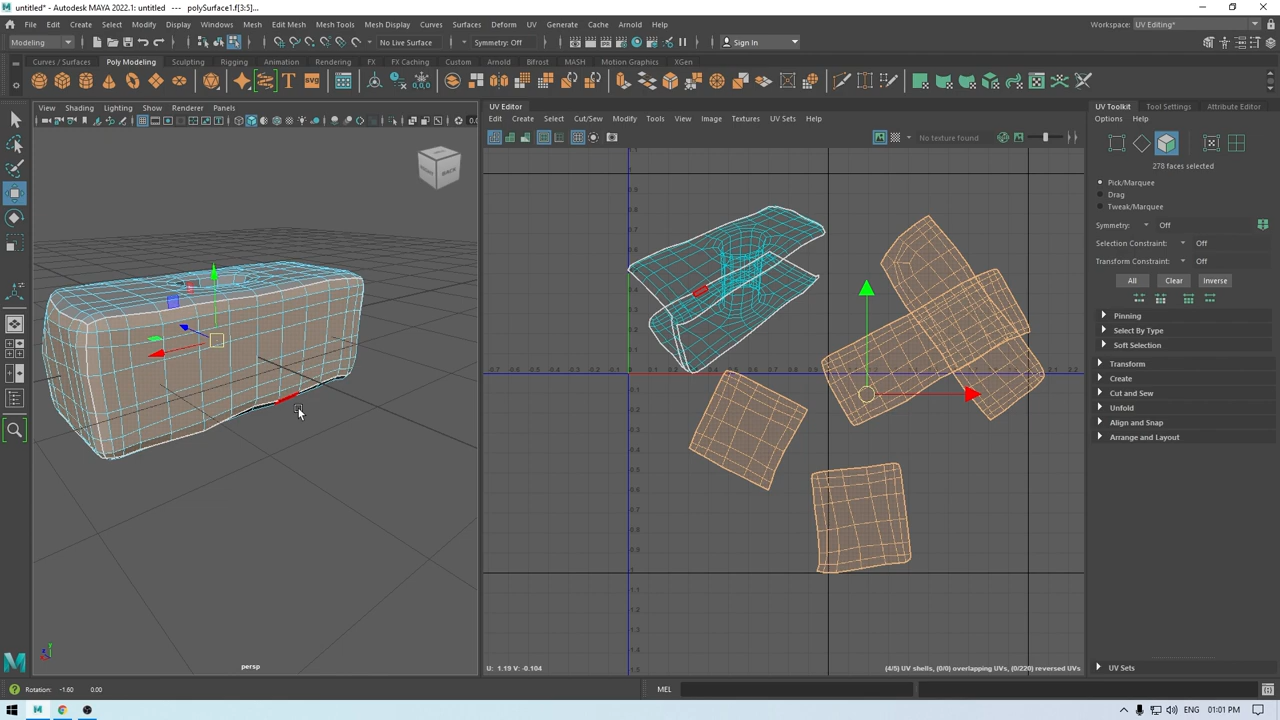 untitled* - Autodesk MAYA 2022.1: untitled --- polySurface1.f[3:5]...
File Edit Create Select Modify Display Windows Mesh Edit Mesh Mesh Tools Mesh Display Curves Surfaces Deform UV Generate Cache Arnold Help Workspace: UV Editing*
Modeling No Live Surface Symmetry: Off Sign In
Curves / Surfaces Poly Modeling Sculpting Rigging Animation Rendering FX FX Caching Custom Arnold Bifrost MASH Motion Graphics XGen
SVG
0,0,0
View Shading Lighting Show Renderer Panels
UV Editor
UV Toolkit Tool Settings Attribute Editor
Edit Create Select Cut/Sew Modify Tools View Image Textures UV Sets Help
Options Help
No texture found
278 faces selected
Pick/Marquee
Drag
Tweak/Marquee
Symmetry: Off
Selection Constraint: Off
Transform Constraint: Off
All Clear Inverse
Pinning
Select By Type
Soft Selection
Transform
Create
Cut and Sew
Unfold
Align and Snap
Arrange and Layout
BACK
persp
U: 1.19 V: -0.104 (4/5) UV shells, (0/0) overlapping UVs, (0/220) reversed UVs
UV Sets
Rotation: -1.60 0.00 MEL
ENG 01:01 PM